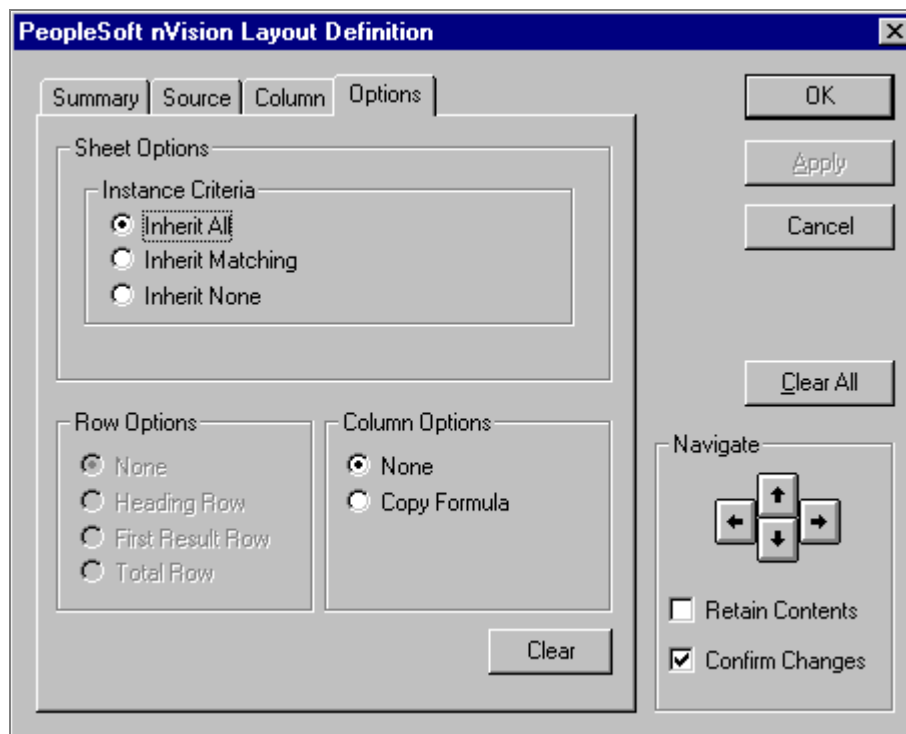 PeopleSoft nVision Layout Definition
Summary
Source
Column
Options
OK
Apply
Cancel
Clear All
Sheet Options
Instance Criteria
Inherit All
Inherit Matching
Inherit None
Row Options
None
Heading Row
First Result Row
Total Row
Column Options
None
Copy Formula
Clear
Navigate
Retain Contents
Confirm Changes